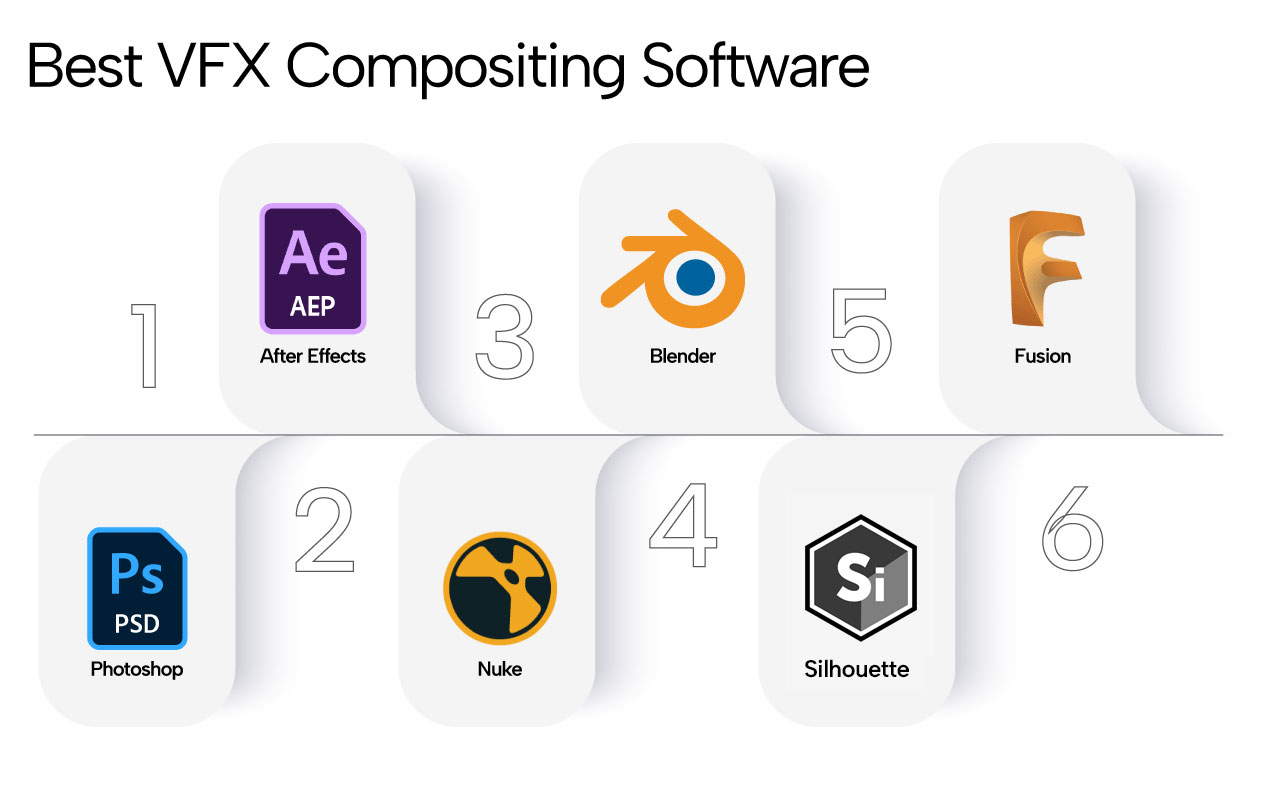 Best VFX Compositing Software
1
Ps
PSD
Photoshop
2
Ae
AEP
After Effects
3
Nuke
4
Blender
5
Si
Silhouette
6
F
Fusion